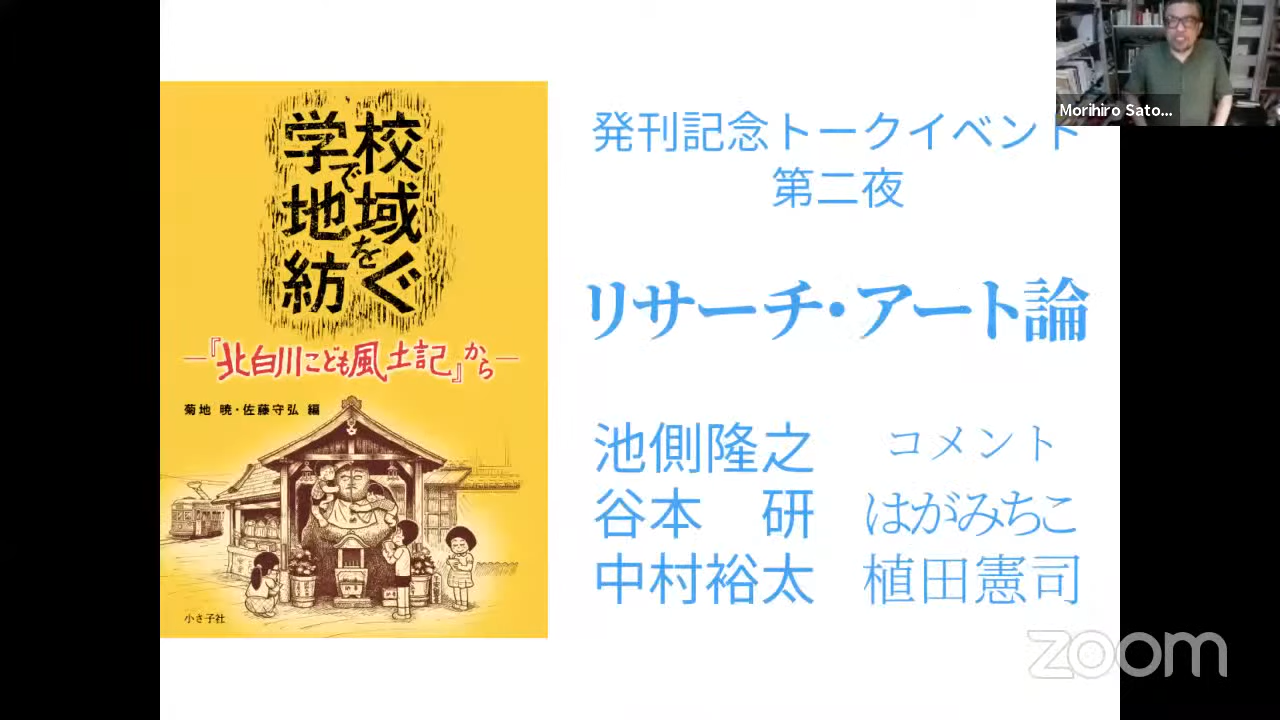 学校で
地域を
紡ぐ
―『北白川こども風土記』から―
菊地 暁・佐藤守弘 編
小さ子社
発刊記念トークイベント
第二夜
リサーチ・アート論
池側隆之
谷本 研
中村裕太
コメント
はがみちこ
植田憲司
Morihiro Sato...
zoom